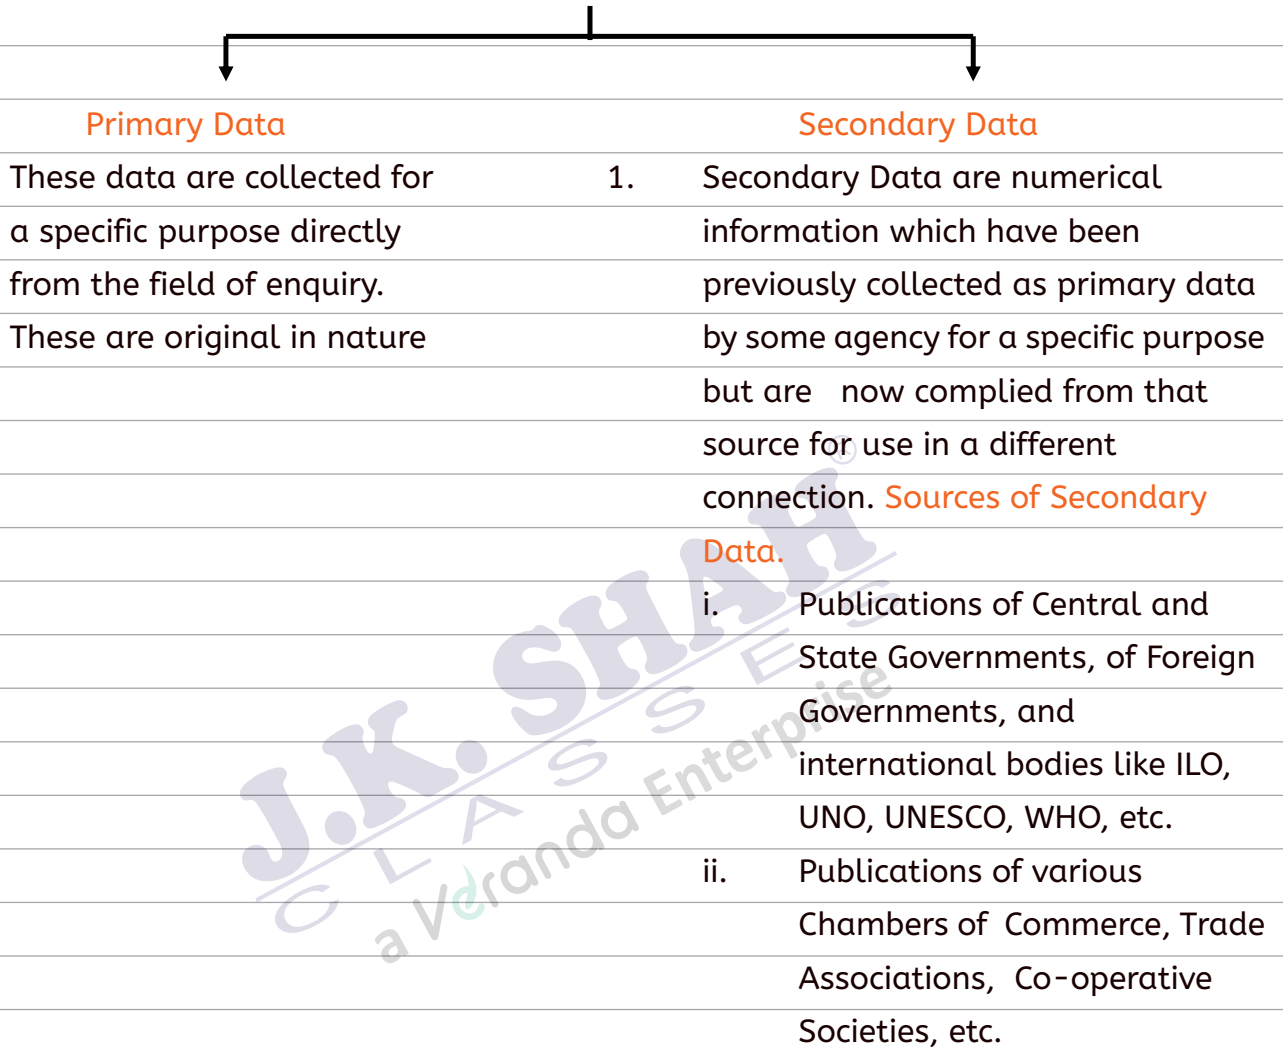 Primary Data
These data are collected for
a specific purpose directly
from the field of enquiry.
These are original in nature
Secondary Data
1. Secondary Data are numerical
information which have been
previously collected as primary data
by some agency for a specific purpose
but are now complied from that
source for use in a different
connection. Sources of Secondary
Data.
i. Publications of Central and
State Governments, of Foreign
Governments, and
international bodies like ILO,
UNO, UNESCO, WHO, etc.
ii. Publications of various
Chambers of Commerce, Trade
Associations, Co-operative
Societies, etc.
J.K. SHAH®
CLASSES
a Veranda Enterprise